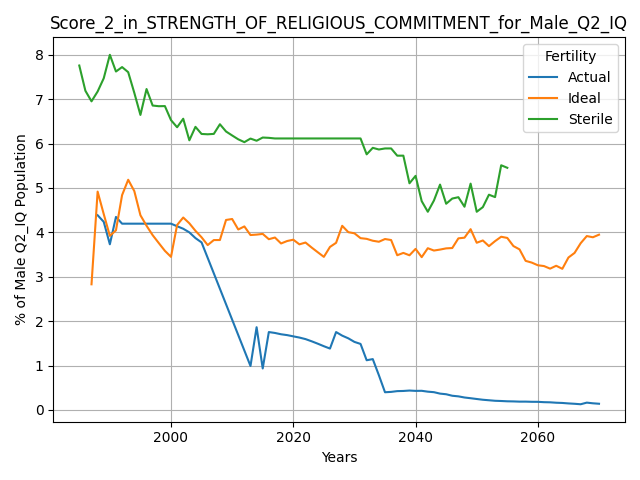 Score_2_in_STRENGTH_OF_RELIGIOUS_COMMITMENT_for_Male_Q2_IQ
Fertility
Actual
Ideal
Sterile
% of Male Q2_IQ Population
8
7
6
5
4
3
2
1
0
2000
2020
2040
2060
Years